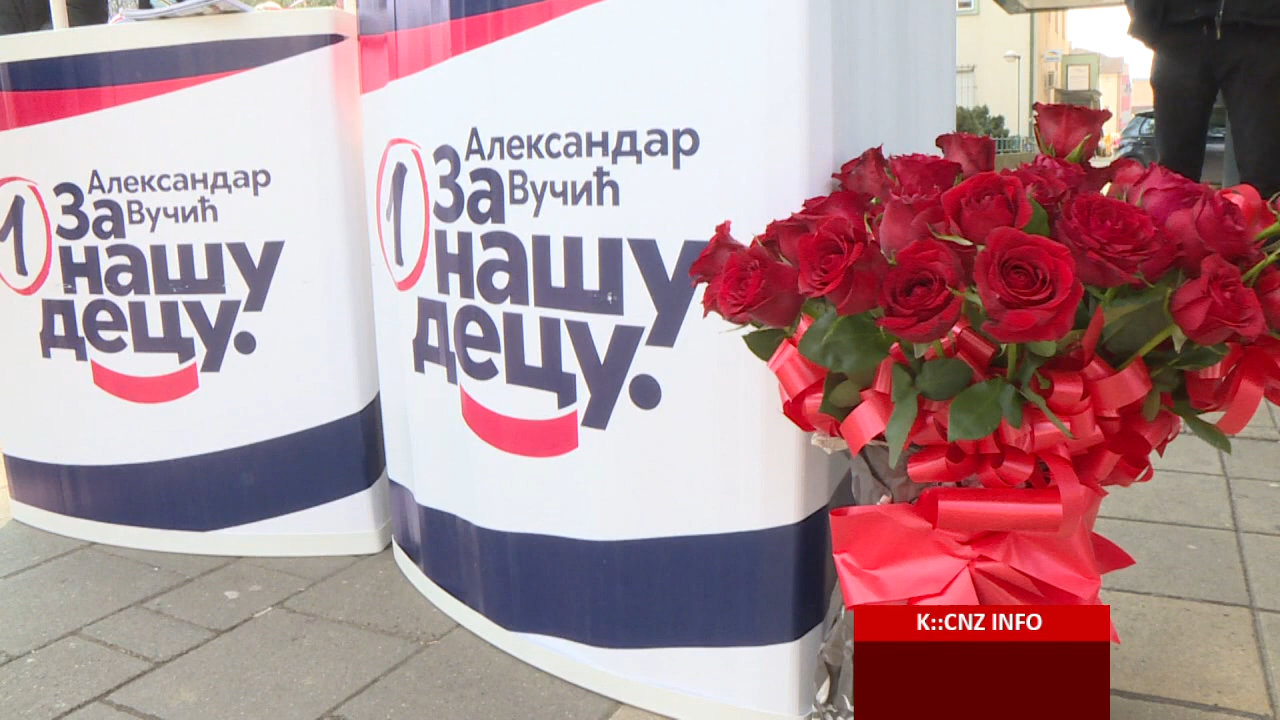 1
Александар
За Вучић
нашу
децу.
1
Александар
За Вучић
нашу
децу.
K::CNZ INFO